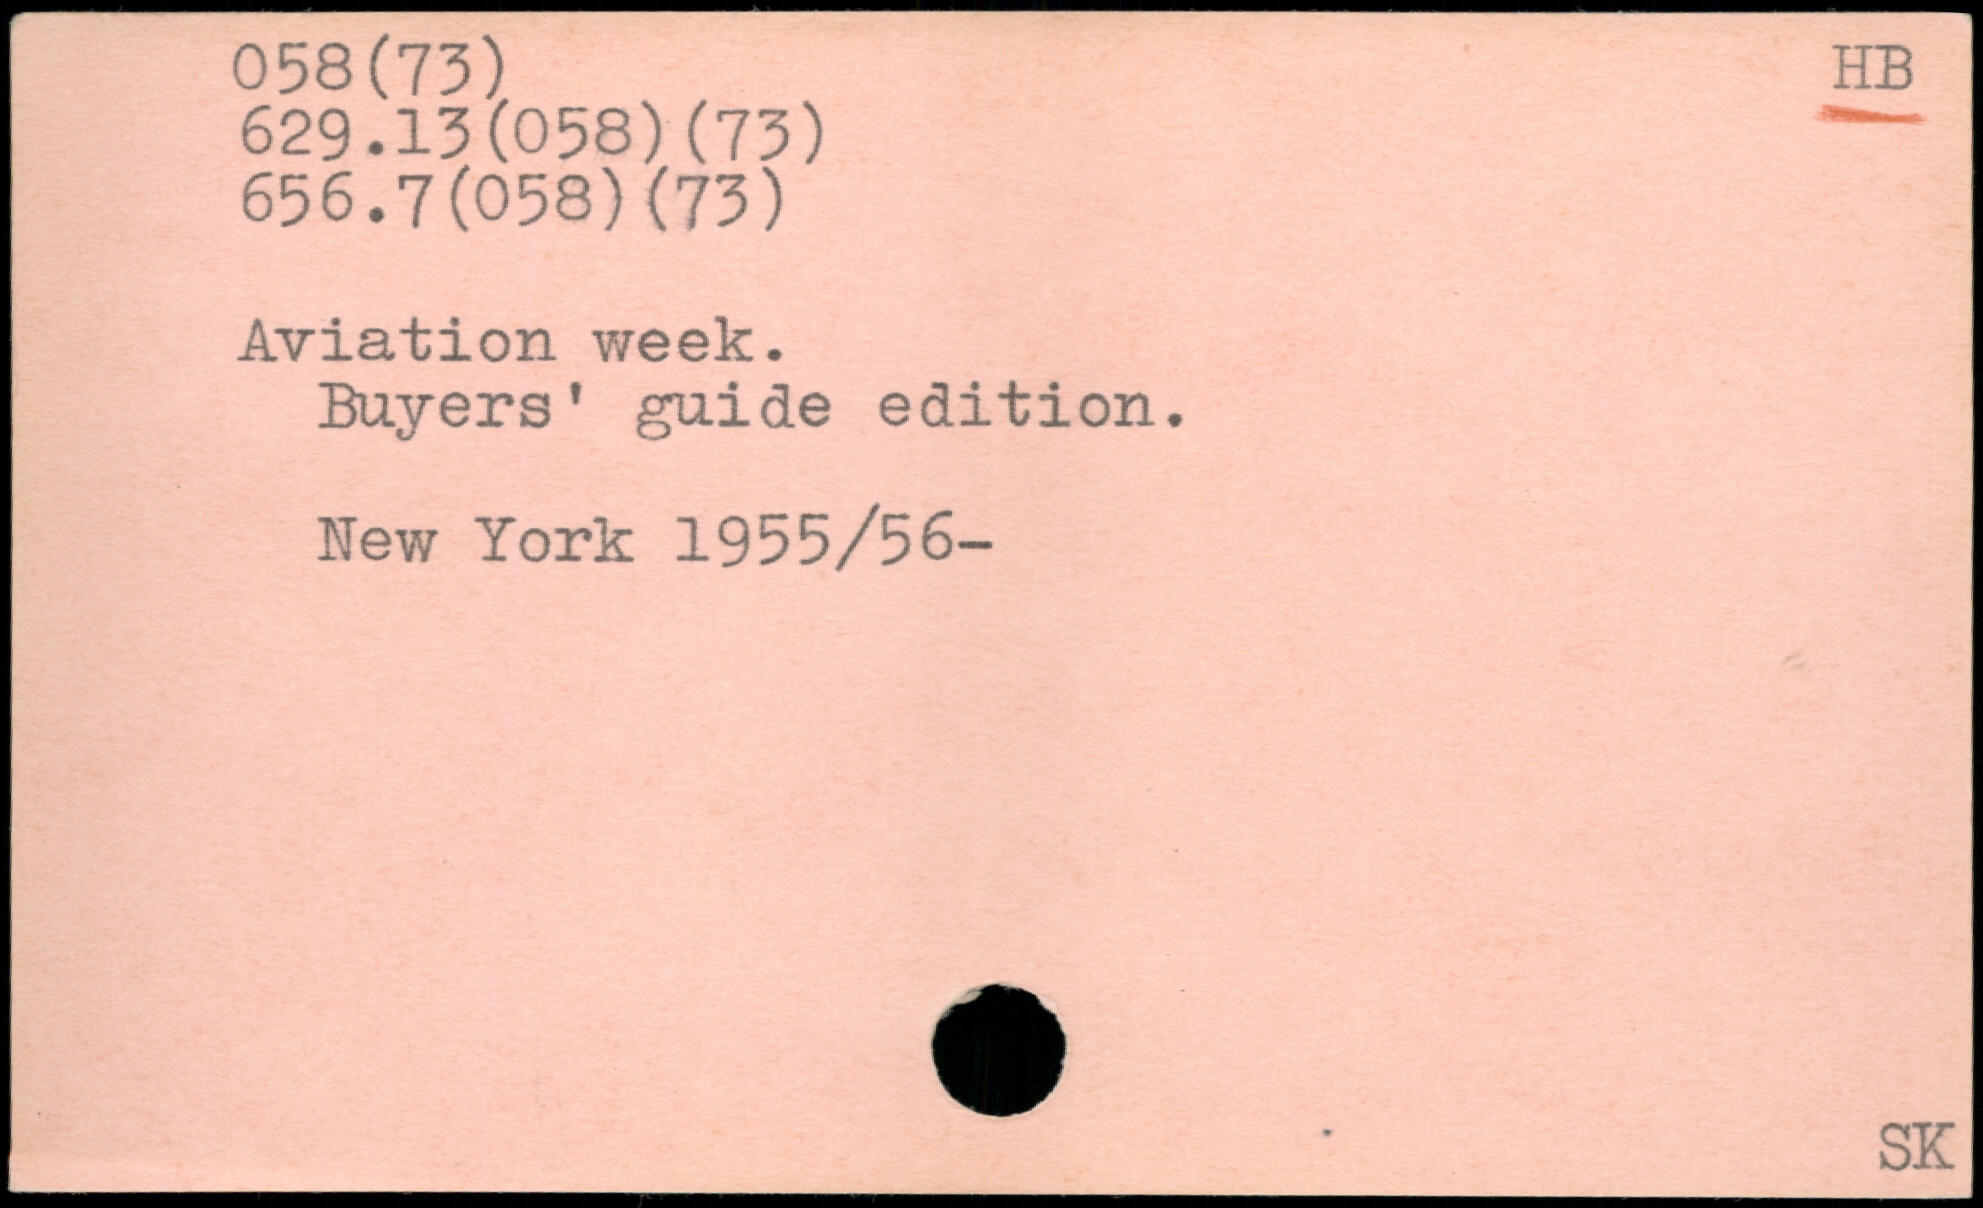 058(73)
HB
629.13(058)(73)
656.7(058)(73)
Aviation week.
Buyers' guide edition.
New York 1955/56-
SK